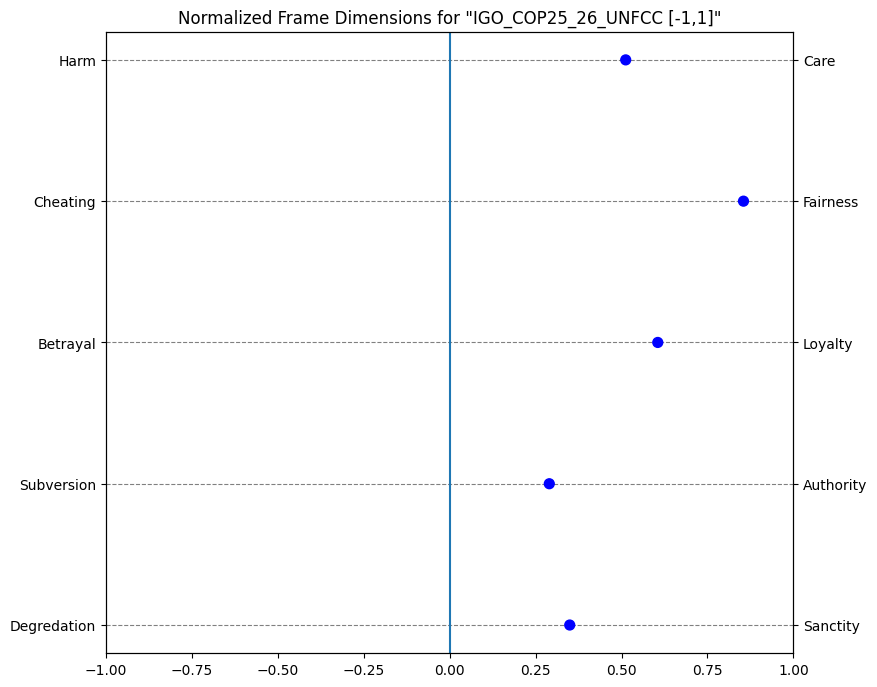 Normalized Frame Dimensions for "IGO_COP25_26_UNFCC [-1,1]"
Harm Care
Cheating Fairness
Betrayal Loyalty
Subversion Authority
Degredation Sanctity
−1.00 −0.75 −0.50 −0.25 0.00 0.25 0.50 0.75 1.00